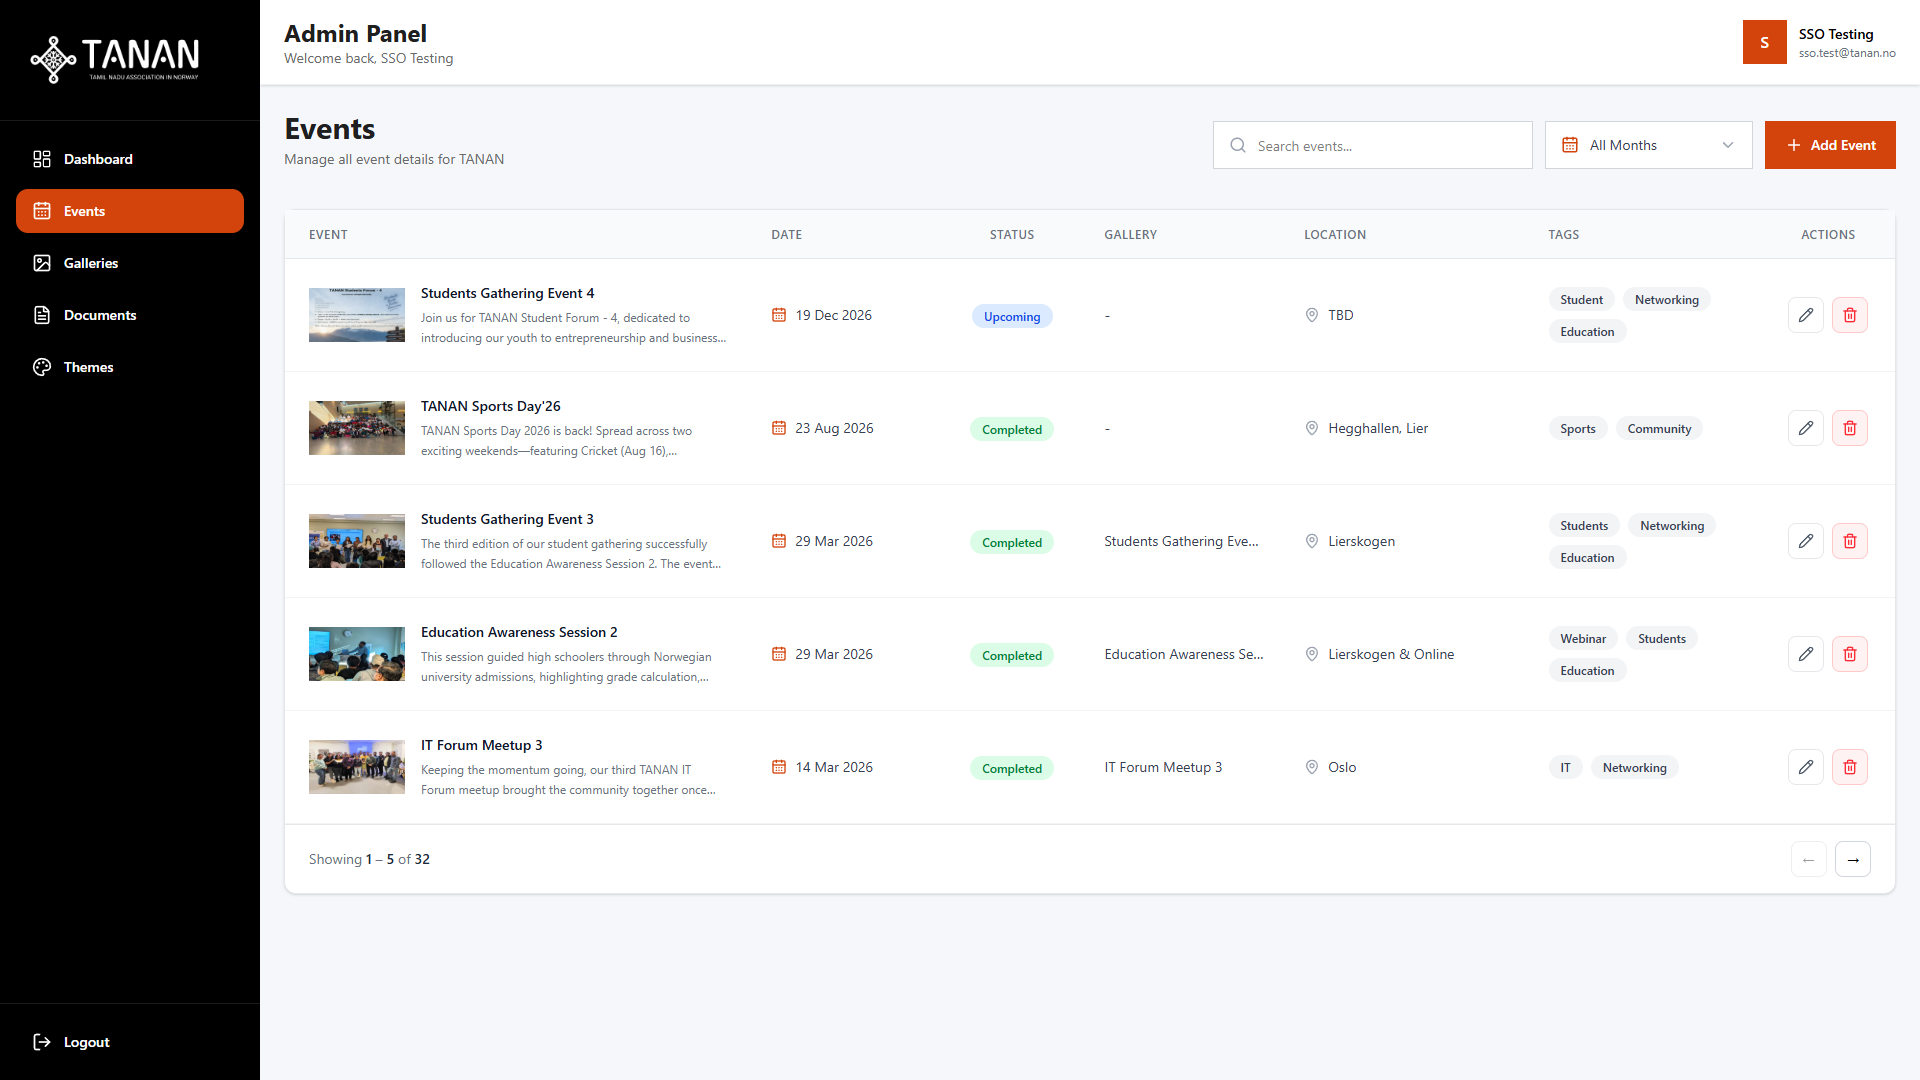 TANAN
TAMIL NADU ASSOCIATION IN NORWAY
Dashboard
Events
Galleries
Documents
Themes
Logout
Admin Panel
Welcome back, SSO Testing
S
SSO Testing
sso.test@tanan.no
Events
Manage all event details for TANAN
Search events...
All Months
Add Event
EVENT DATE STATUS GALLERY LOCATION TAGS ACTIONS
TANAN Students Forum - 4
Students Gathering Event 4
Join us for TANAN Student Forum - 4, dedicated to
introducing our youth to entrepreneurship and business...
19 Dec 2026
Upcoming
-
TBD
Student Networking
Education
TANAN Sports Day'26
TANAN Sports Day 2026 is back! Spread across two
exciting weekends—featuring Cricket (Aug 16),...
23 Aug 2026
Completed
-
Hegghallen, Lier
Sports Community
Students Gathering Event 3
The third edition of our student gathering successfully
followed the Education Awareness Session 2. The event...
29 Mar 2026
Completed
Students Gathering Eve...
Lierskogen
Students Networking
Education
Education Awareness Session 2
This session guided high schoolers through Norwegian
university admissions, highlighting grade calculation,...
29 Mar 2026
Completed
Education Awareness Se...
Lierskogen & Online
Webinar Students
Education
IT Forum Meetup 3
Keeping the momentum going, our third TANAN IT
Forum meetup brought the community together once...
14 Mar 2026
Completed
IT Forum Meetup 3
Oslo
IT Networking
Showing 1 – 5 of 32
← →